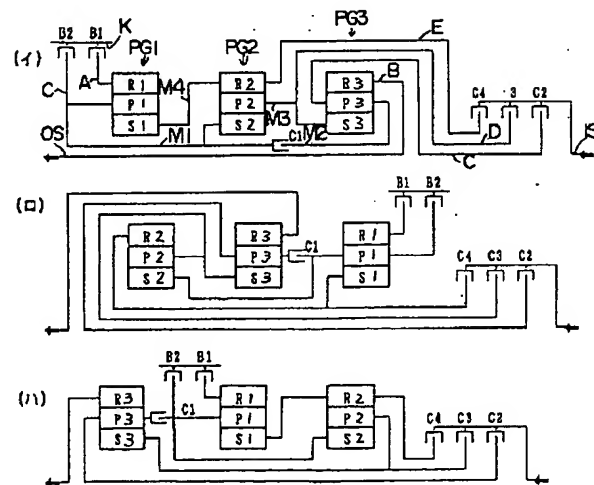 (イ)
B2 B1 K PG1 PG2 PG3 E
C A R1 M4 R2 R3 B C4 3 C2
P1 P2 P3
S1 S2 M3 S3
OS M1 C1 M2 D C IS
(ロ)
B1 B2
R2 R3 C1 R1
P2 P3 P1
S2 S3 S1 C4 C3 C2
(ハ)
B2 B1
R3 C1 R1 R2
P3 P1 P2 C4 C3 C2
S3 S1 S2